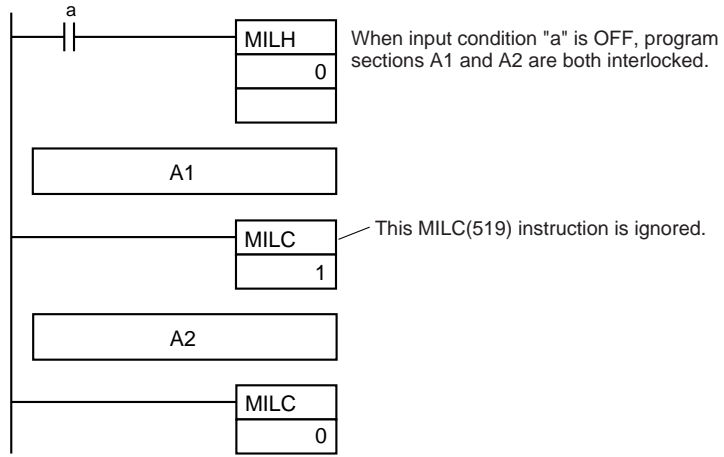 a
MILH
0
When input condition "a" is OFF, program
sections A1 and A2 are both interlocked.
A1
MILC
1
This MILC(519) instruction is ignored.
A2
MILC
0